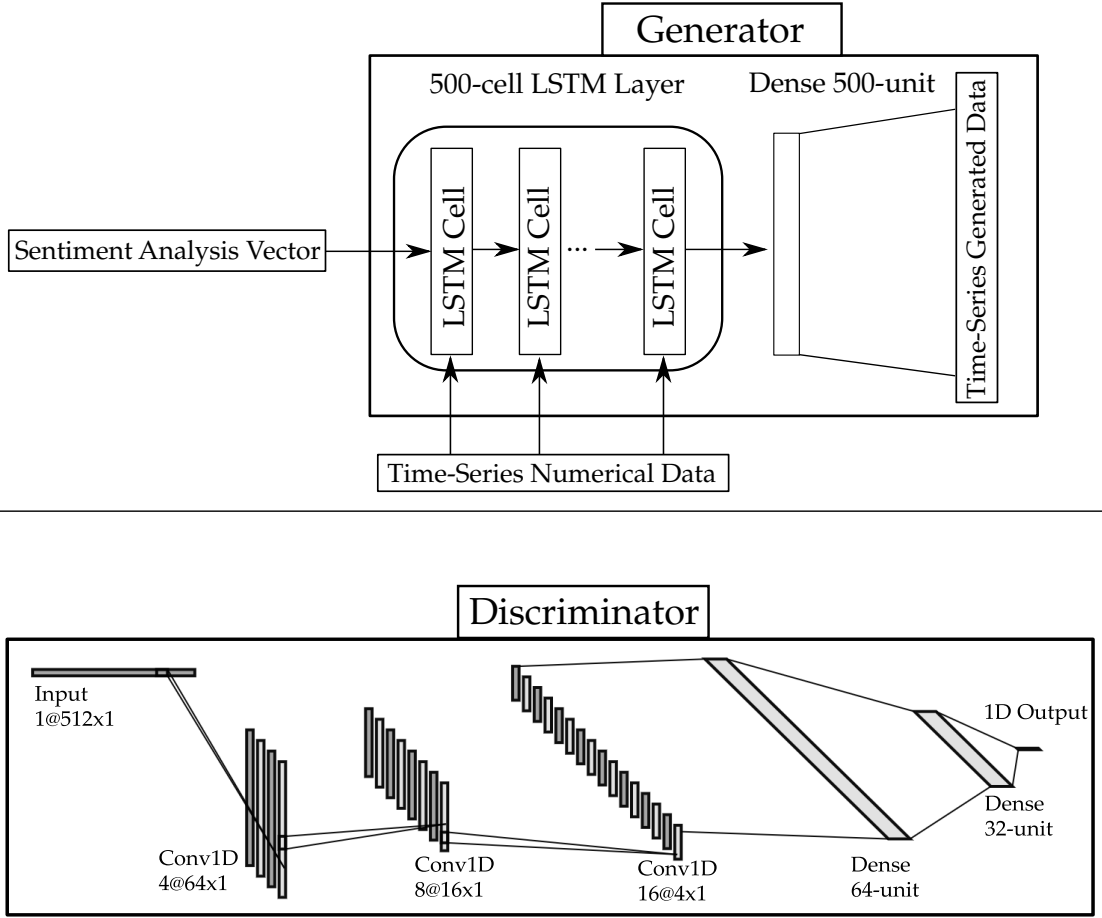 Generator
500-cell LSTM Layer
Dense 500-unit
Sentiment Analysis Vector
LSTM Cell
LSTM Cell
...
LSTM Cell
Time-Series Generated Data
Time-Series Numerical Data
Discriminator
Input
1@512x1
Conv1D
4@64x1
Conv1D
8@16x1
Conv1D
16@4x1
Dense
64-unit
Dense
32-unit
1D Output